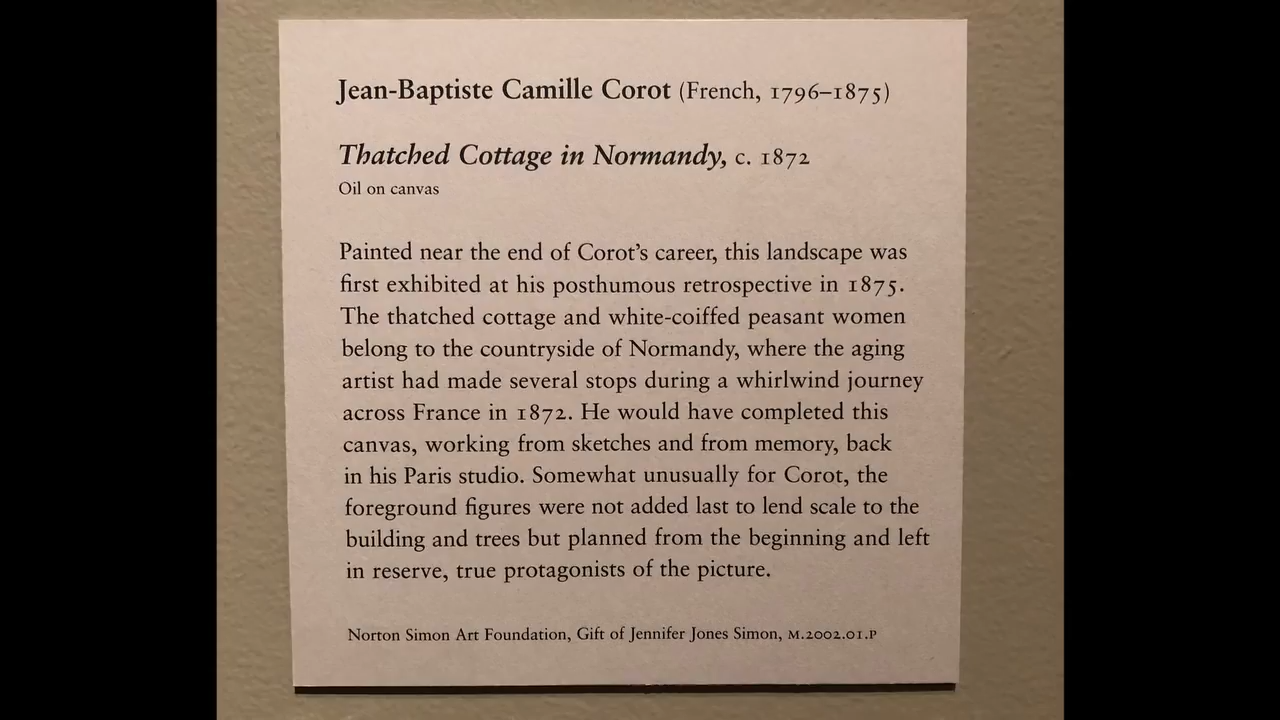 Jean-Baptiste Camille Corot (French, 1796–1875)
Thatched Cottage in Normandy, c. 1872
Oil on canvas
Painted near the end of Corot’s career, this landscape was
first exhibited at his posthumous retrospective in 1875.
The thatched cottage and white-coiffed peasant women
belong to the countryside of Normandy, where the aging
artist had made several stops during a whirlwind journey
across France in 1872. He would have completed this
canvas, working from sketches and from memory, back
in his Paris studio. Somewhat unusually for Corot, the
foreground figures were not added last to lend scale to the
building and trees but planned from the beginning and left
in reserve, true protagonists of the picture.
Norton Simon Art Foundation, Gift of Jennifer Jones Simon, M.2002.01.P